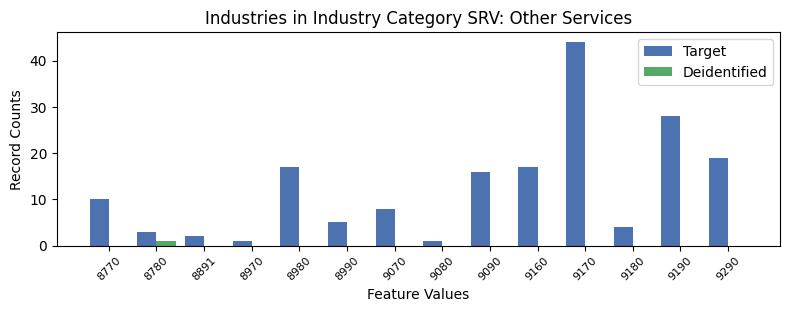 Industries in Industry Category SRV: Other Services
Record Counts
40
30
20
10
0
Target
Deidentified
8770 8780 8891 8970 8980 8990 9070 9080 9090 9160 9170 9180 9190 9290
Feature Values